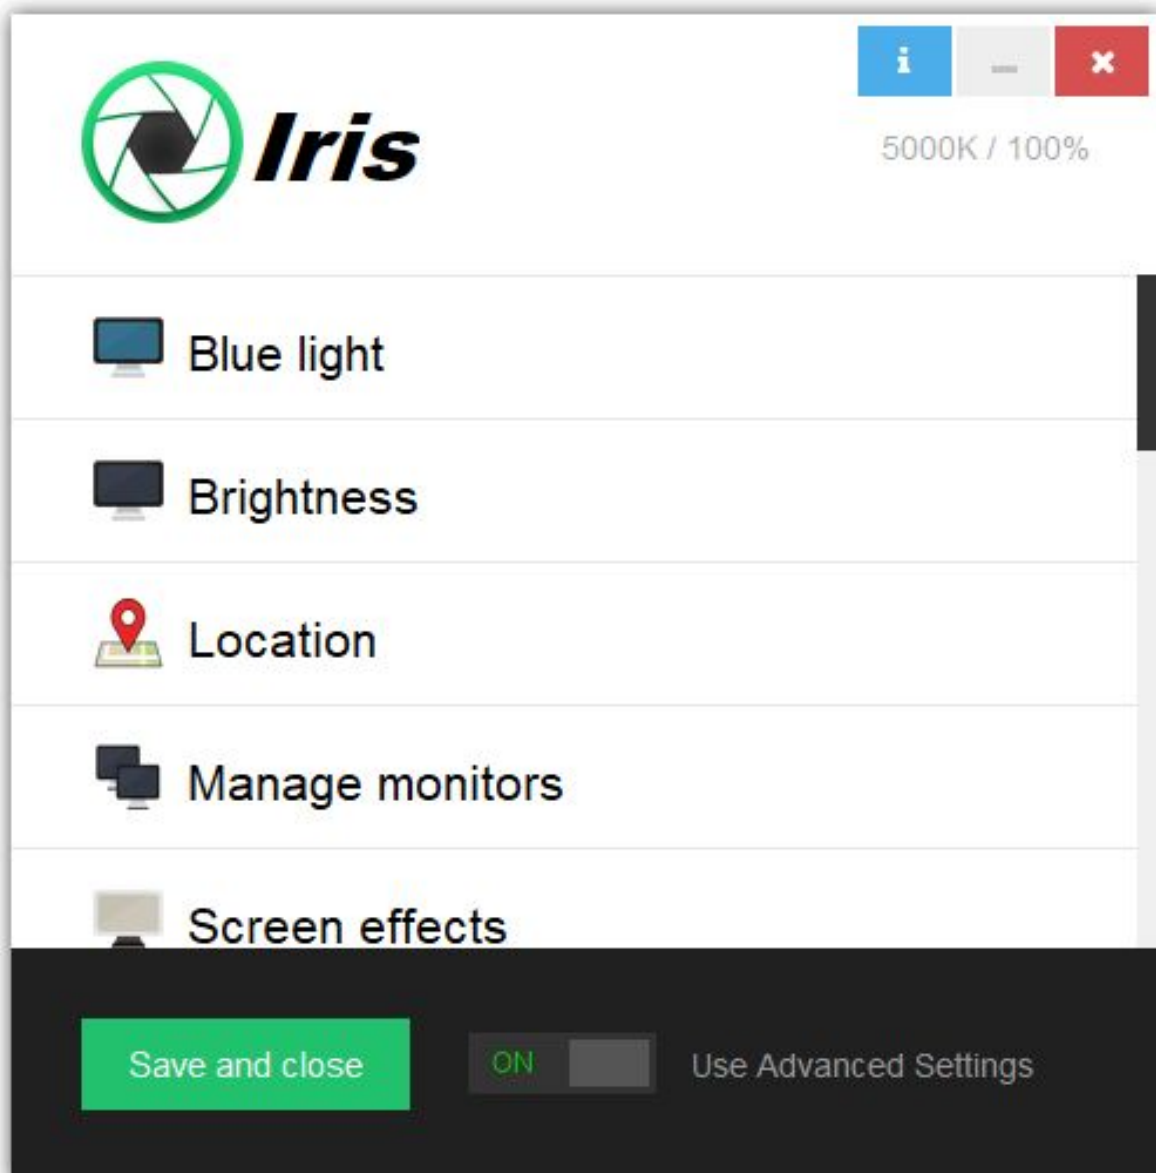 Iris
5000K / 100%
Blue light
Brightness
Location
Manage monitors
Screen effects
Save and close
ON
Use Advanced Settings